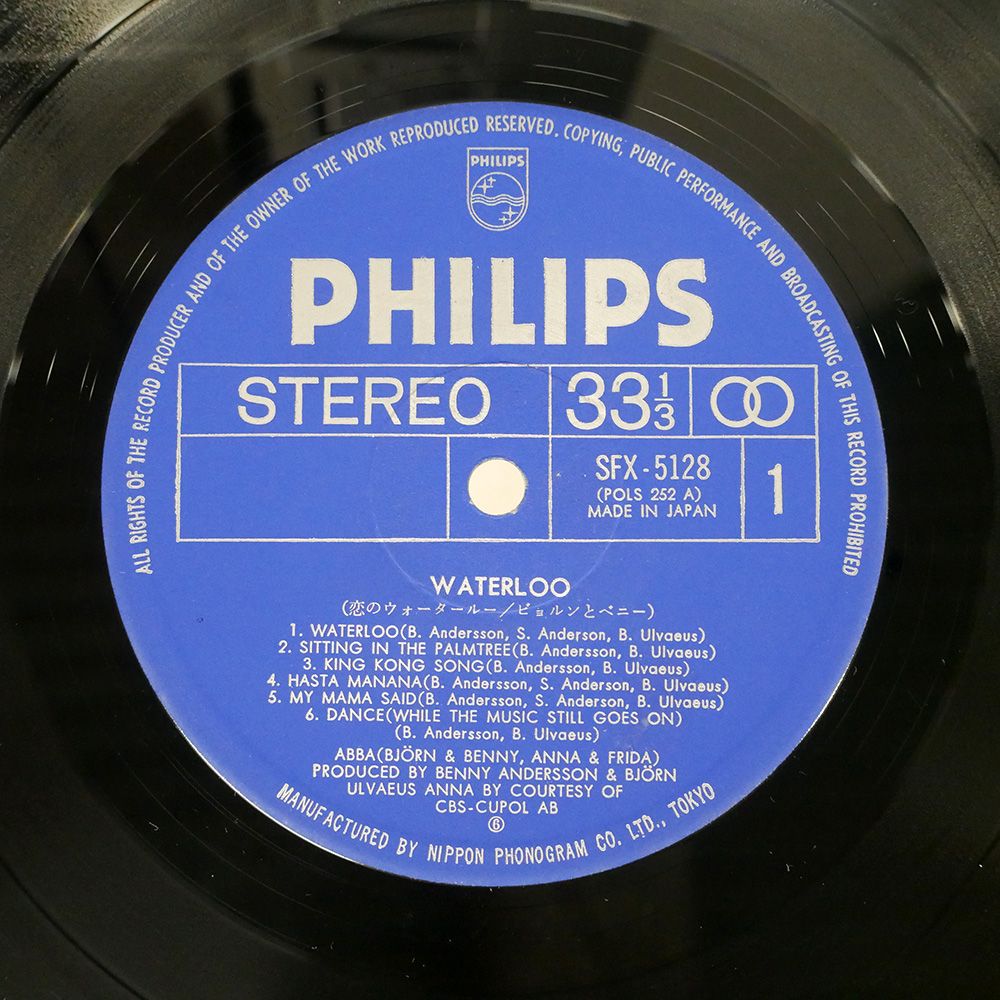 ALL RIGHTS OF THE RECORD PRODUCER AND OF THE OWNER OF THE WORK REPRODUCED RESERVED. COPYING, PUBLIC PERFORMANCE AND BROADCASTING OF THIS RECORD PROHIBITED
PHILIPS
PHILIPS
STEREO
33 1/3
SFX-5128
(POLS 252 A)
MADE IN JAPAN
1
WATERLOO
(恋のウォータールー/ビョルンとベニー)
1. WATERLOO(B. Andersson, S. Anderson, B. Ulvaeus)
2. SITTING IN THE PALMTREE(B. Andersson, B. Ulvaeus)
3. KING KONG SONG(B. Andersson, B. Ulvaeus)
4. HASTA MANANA(B. Andersson, S. Anderson, B. Ulvaeus)
5. MY MAMA SAID(B. Andersson, S. Anderson, B. Ulvaeus)
6. DANCE(WHILE THE MUSIC STILL GOES ON)
(B. Andersson, B. Ulvaeus)
ABBA(BJÖRN & BENNY, ANNA & FRIDA)
PRODUCED BY BENNY ANDERSSON & BJÖRN
ULVAEUS ANNA BY COURTESY OF
CBS-CUPOL AB
⑥
MANUFACTURED BY NIPPON PHONOGRAM CO. LTD., TOKYO